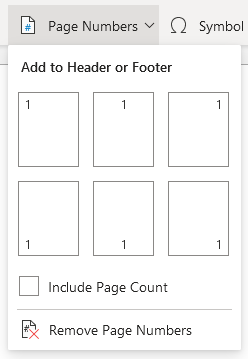 # Page Numbers Ω Symbol
Add to Header or Footer
1 1 1
1 1 1
Include Page Count
# Remove Page Numbers